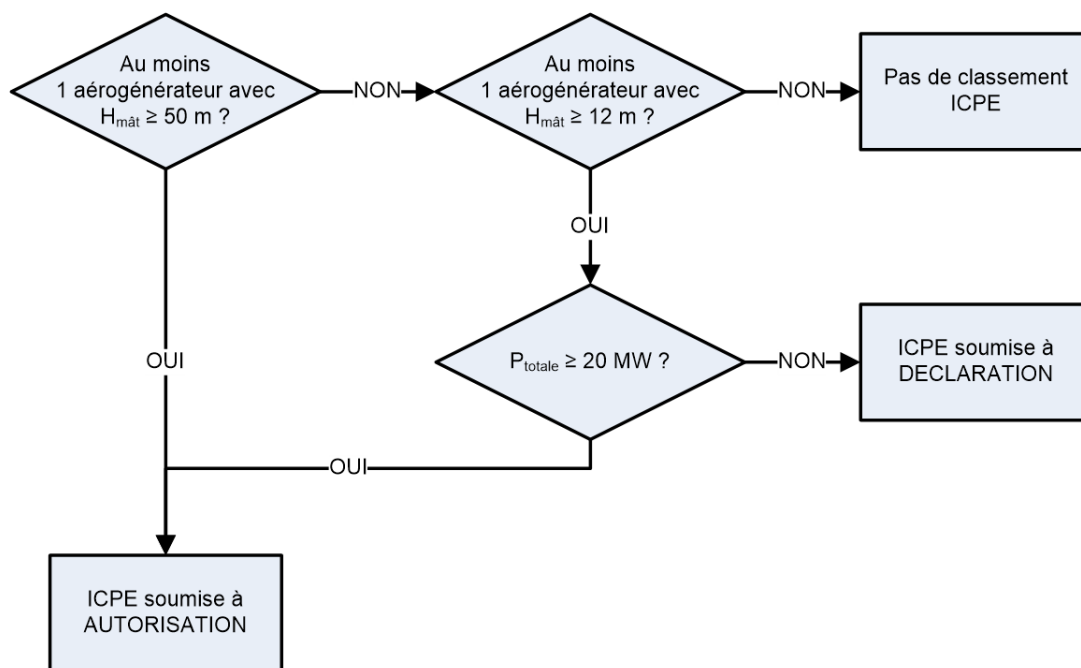 Au moins
1 aérogénérateur avec
Hmât ≥ 50 m ?
NON
Au moins
1 aérogénérateur avec
Hmât ≥ 12 m ?
NON
Pas de classement
ICPE
OUI
OUI
Ptotale ≥ 20 MW ?
NON
ICPE soumise à
DECLARATION
OUI
ICPE soumise à
AUTORISATION